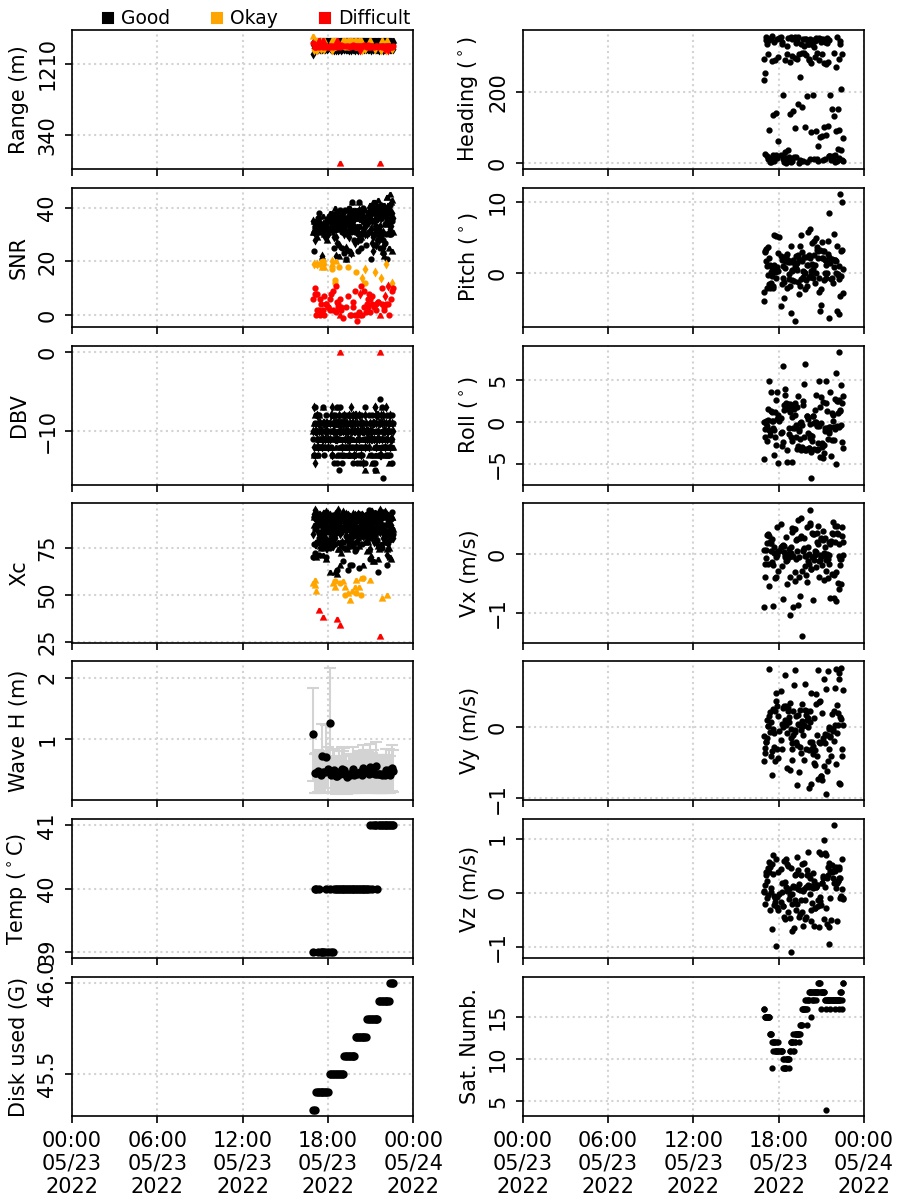 Good Okay Difficult
Range (m)
1210
340
Heading (°)
200
0
SNR
40
20
0
Pitch (°)
10
0
DBV
0
−10
Roll (°)
5
0
−5
Xc
75
50
25
Vx (m/s)
0
−1
Wave H (m)
2
1
Vy (m/s)
0
−1
Temp (°C)
41
40
39
Vz (m/s)
1
0
−1
Disk used (G)
46.0
45.5
Sat. Numb.
15
10
5
00:00 06:00 12:00 18:00 00:00
05/23 05/23 05/23 05/23 05/24
2022 2022 2022 2022 2022
00:00 06:00 12:00 18:00 00:00
05/23 05/23 05/23 05/23 05/24
2022 2022 2022 2022 2022